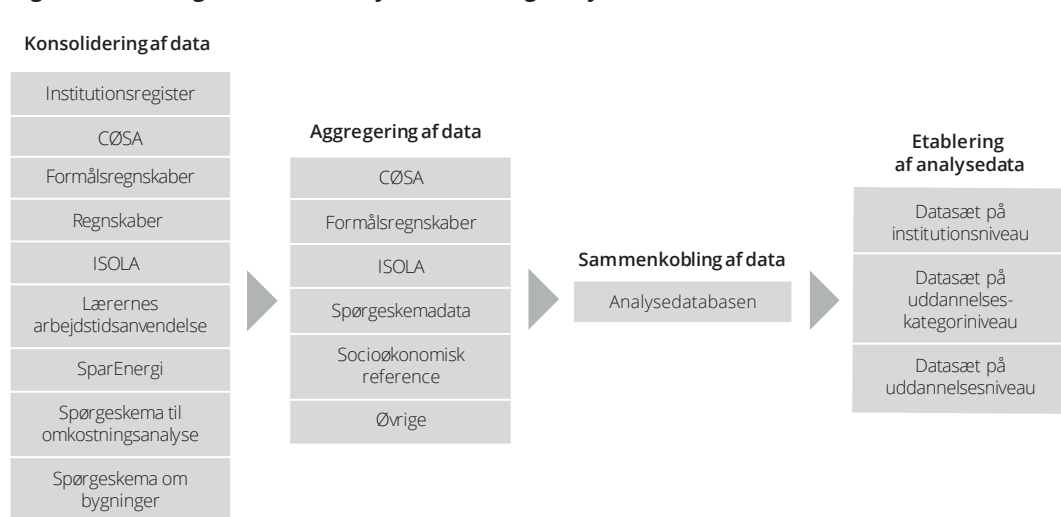 Konsolidering af data
Institutionsregister
CØSA
Formålsregnskaber
Regnskaber
ISOLA
Lærernes
arbejdstidsanvendelse
SparEnergi
Spørgeskema til
omkostningsanalyse
Spørgeskema om
bygninger
Aggregering af data
CØSA
Formålsregnskaber
ISOLA
Spørgeskemadata
Socioøkonomisk
reference
Øvrige
Sammenkobling af data
Analysedatabasen
Etablering
af analysedata
Datasæt på
institutionsniveau
Datasæt på
uddannelses-
kategoriniveau
Datasæt på
uddannelsesniveau